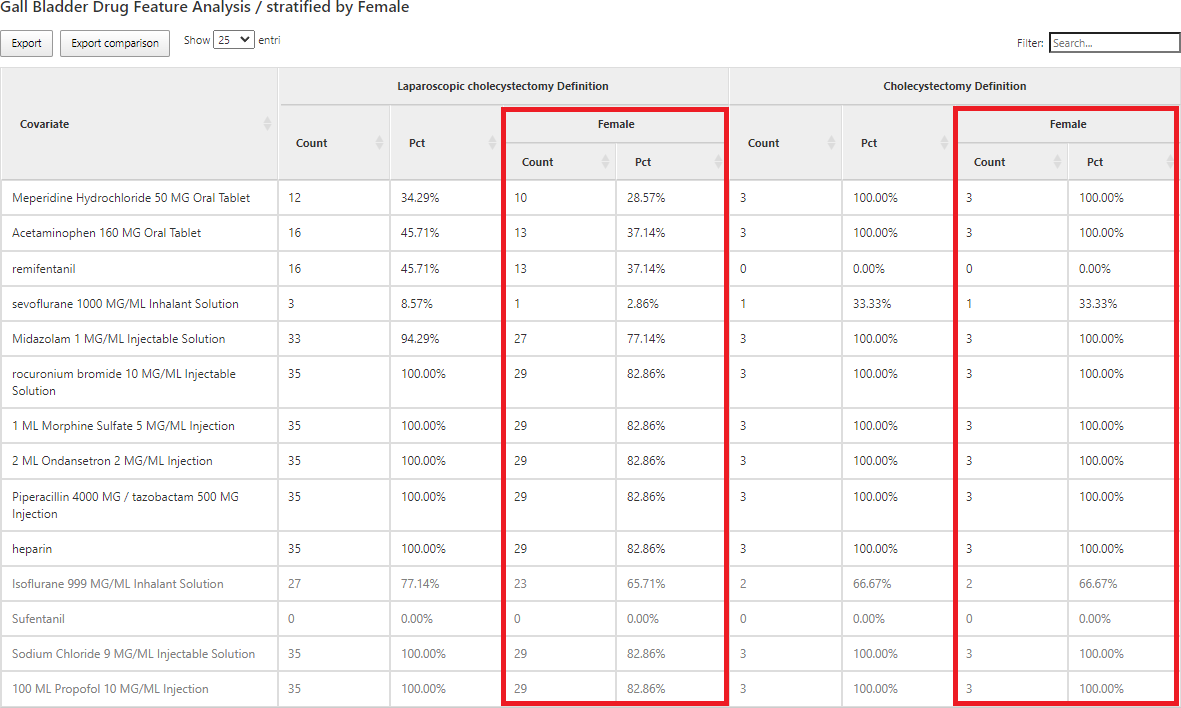 Gall Bladder Drug Feature Analysis / stratified by Female
Export Export comparison Show 25 entri Filter: Search...
Laparoscopic cholecystectomy Definition Cholecystectomy Definition
Covariate Female Female
Count Pct Count Pct
Count Pct Count Pct
Meperidine Hydrochloride 50 MG Oral Tablet 12 34.29% 10 28.57% 3 100.00% 3 100.00%
Acetaminophen 160 MG Oral Tablet 16 45.71% 13 37.14% 3 100.00% 3 100.00%
remifentanil 16 45.71% 13 37.14% 0 0.00% 0 0.00%
sevoflurane 1000 MG/ML Inhalant Solution 3 8.57% 1 2.86% 1 33.33% 1 33.33%
Midazolam 1 MG/ML Injectable Solution 33 94.29% 27 77.14% 3 100.00% 3 100.00%
rocuronium bromide 10 MG/ML Injectable 35 100.00% 29 82.86% 3 100.00% 3 100.00%
Solution
1 ML Morphine Sulfate 5 MG/ML Injection 35 100.00% 29 82.86% 3 100.00% 3 100.00%
2 ML Ondansetron 2 MG/ML Injection 35 100.00% 29 82.86% 3 100.00% 3 100.00%
Piperacillin 4000 MG / tazobactam 500 MG 35 100.00% 29 82.86% 3 100.00% 3 100.00%
Injection
heparin 35 100.00% 29 82.86% 3 100.00% 3 100.00%
Isoflurane 999 MG/ML Inhalant Solution 27 77.14% 23 65.71% 2 66.67% 2 66.67%
Sufentanil 0 0.00% 0 0.00% 0 0.00% 0 0.00%
Sodium Chloride 9 MG/ML Injectable Solution 35 100.00% 29 82.86% 3 100.00% 3 100.00%
100 ML Propofol 10 MG/ML Injection 35 100.00% 29 82.86% 3 100.00% 3 100.00%